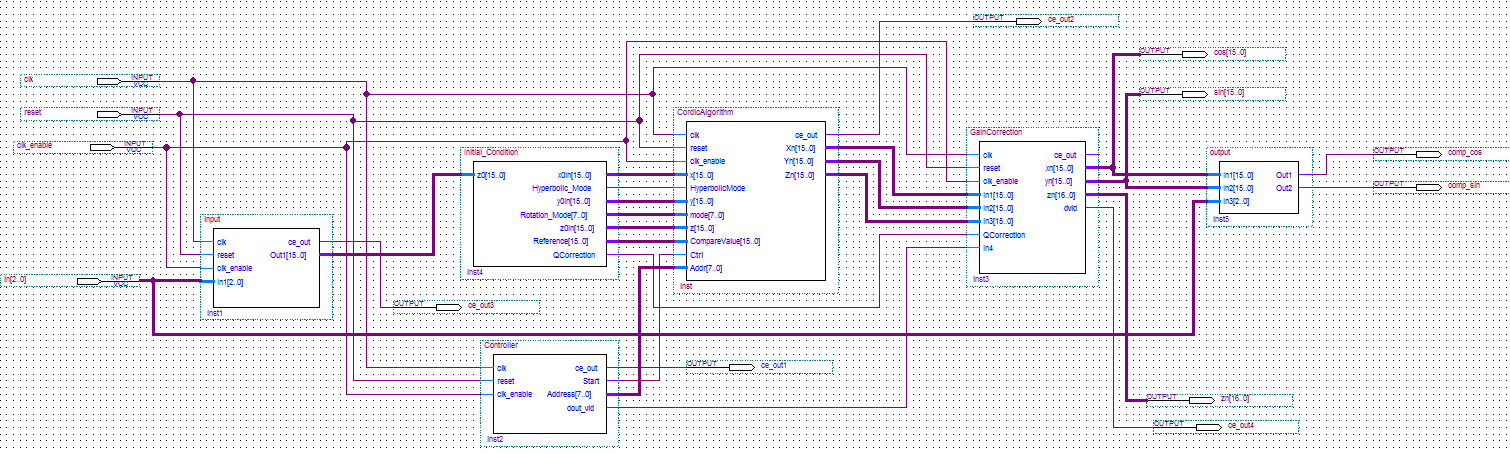 OUTPUT ce_out2
OUTPUT cos[15..0]
clk INPUT VCC
OUTPUT sin[15..0]
reset INPUT VCC
clk_enable INPUT VCC
CordicAlgorithm
clk ce_out
reset Xn[15..0]
clk_enable Yn[15..0]
x[15..0] Zn[15..0]
HyperbolicMode
y[15..0]
mode[7..0]
z[15..0]
CompareValue[15..0]
Ctrl
Addr[7..0]
inst
GainCorrection
clk ce_out
reset xn[15..0]
clk_enable yn[15..0]
in1[15..0] zn[16..0]
in2[15..0] dvld
in3[15..0]
QCorrection
in4
inst3
output
in1[15..0] Out1
in2[15..0] Out2
in3[2..0]
inst5
OUTPUT comp_cos
OUTPUT comp_sin
Initial_Condition
z0[15..0] x0in[15..0]
Hyperbolic_Mode
y0in[15..0]
Rotation_Mode[7..0]
z0in[15..0]
Reference[15..0]
QCorrection
inst4
input
clk ce_out
reset Out1[15..0]
clk_enable
in1[2..0]
inst1
in[2..0] INPUT VCC
OUTPUT ce_out3
Controller
clk ce_out
reset Start
clk_enable Address[7..0]
dout_vld
inst2
OUTPUT ce_out1
OUTPUT zn[16..0]
OUTPUT ce_out4